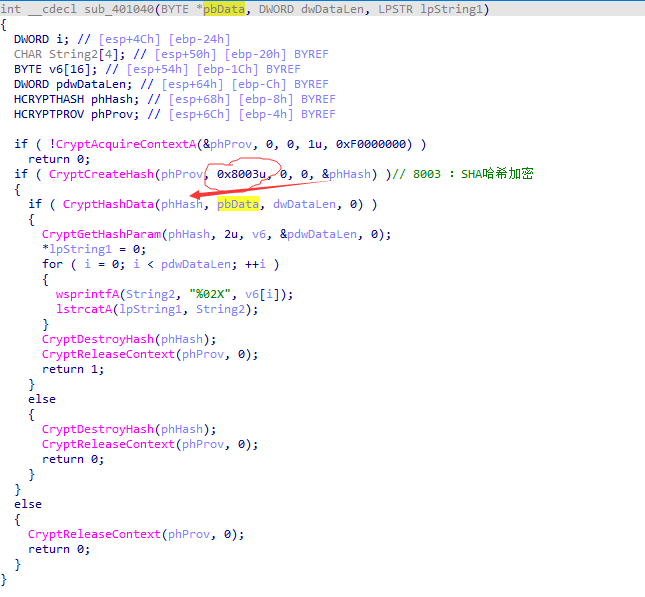 int __cdecl sub_401040(BYTE *pbData, DWORD dwDataLen, LPSTR lpString1)
{
  DWORD i; // [esp+4Ch] [ebp-24h]
  CHAR String2[4]; // [esp+50h] [ebp-20h] BYREF
  BYTE v6[16]; // [esp+54h] [ebp-1Ch] BYREF
  DWORD pdwDataLen; // [esp+64h] [ebp-Ch] BYREF
  HCRYPTHASH phHash; // [esp+68h] [ebp-8h] BYREF
  HCRYPTPROV phProv; // [esp+6Ch] [ebp-4h] BYREF

  if ( !CryptAcquireContextA(&phProv, 0, 0, 1u, 0xF0000000) )
    return 0;
  if ( CryptCreateHash(phProv, 0x8003u, 0, 0, &phHash) )// 8003 : SHA哈希加密
  {
    if ( CryptHashData(phHash, pbData, dwDataLen, 0) )
    {
      CryptGetHashParam(phHash, 2u, v6, &pdwDataLen, 0);
      *lpString1 = 0;
      for ( i = 0; i < pdwDataLen; ++i )
      {
        wsprintfA(String2, "%02X", v6[i]);
        lstrcatA(lpString1, String2);
      }
      CryptDestroyHash(phHash);
      CryptReleaseContext(phProv, 0);
      return 1;
    }
    else
    {
      CryptDestroyHash(phHash);
      CryptReleaseContext(phProv, 0);
      return 0;
    }
  }
  else
  {
    CryptReleaseContext(phProv, 0);
    return 0;
  }
}